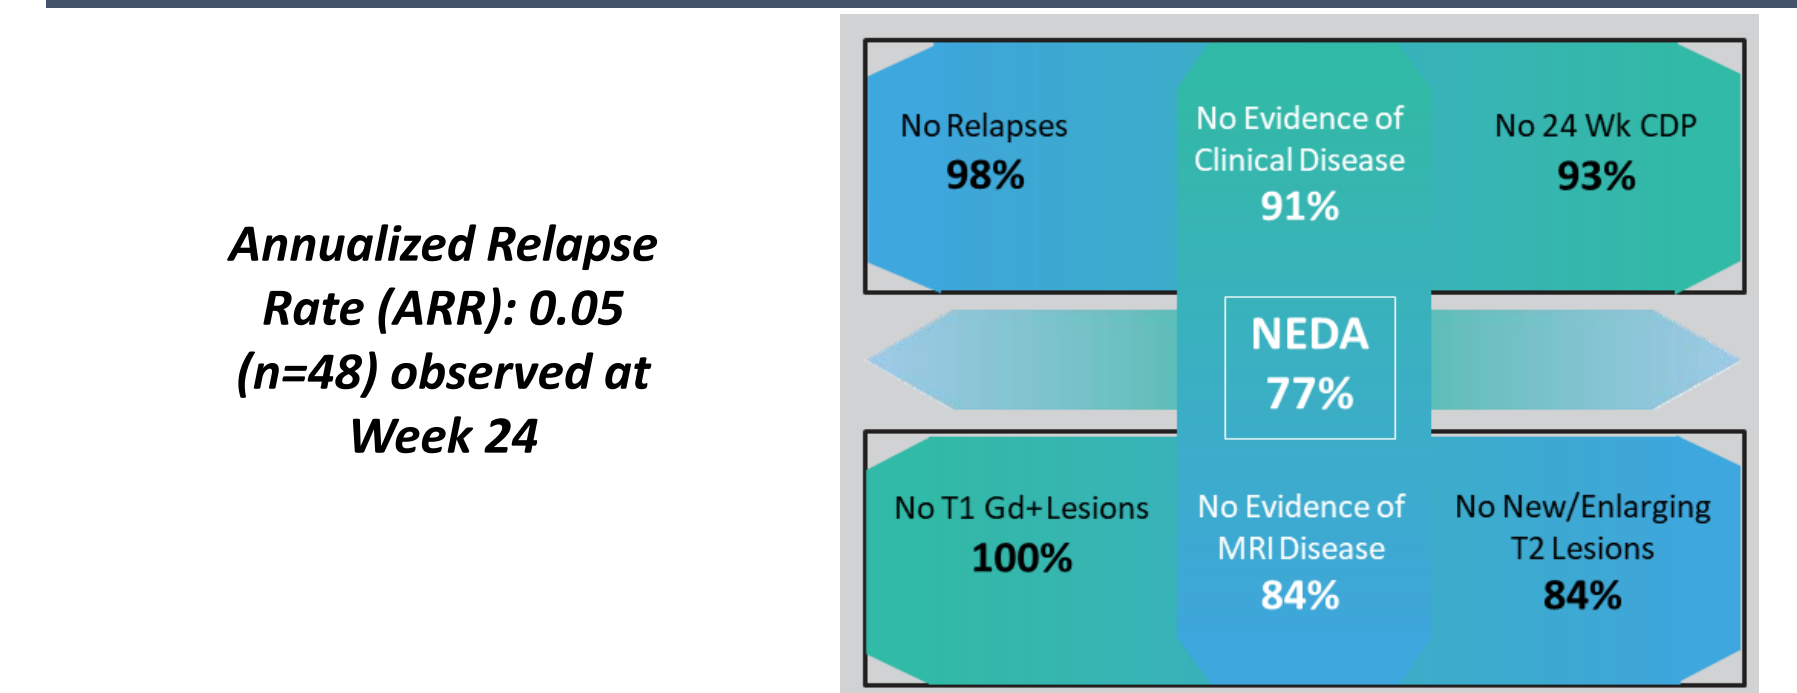 Annualized Relapse
Rate (ARR): 0.05
(n=48) observed at
Week 24
No Relapses
98%
No Evidence of
Clinical Disease
91%
No 24 Wk CDP
93%
NEDA
77%
No T1 Gd+ Lesions
100%
No Evidence of
MRI Disease
84%
No New/Enlarging
T2 Lesions
84%